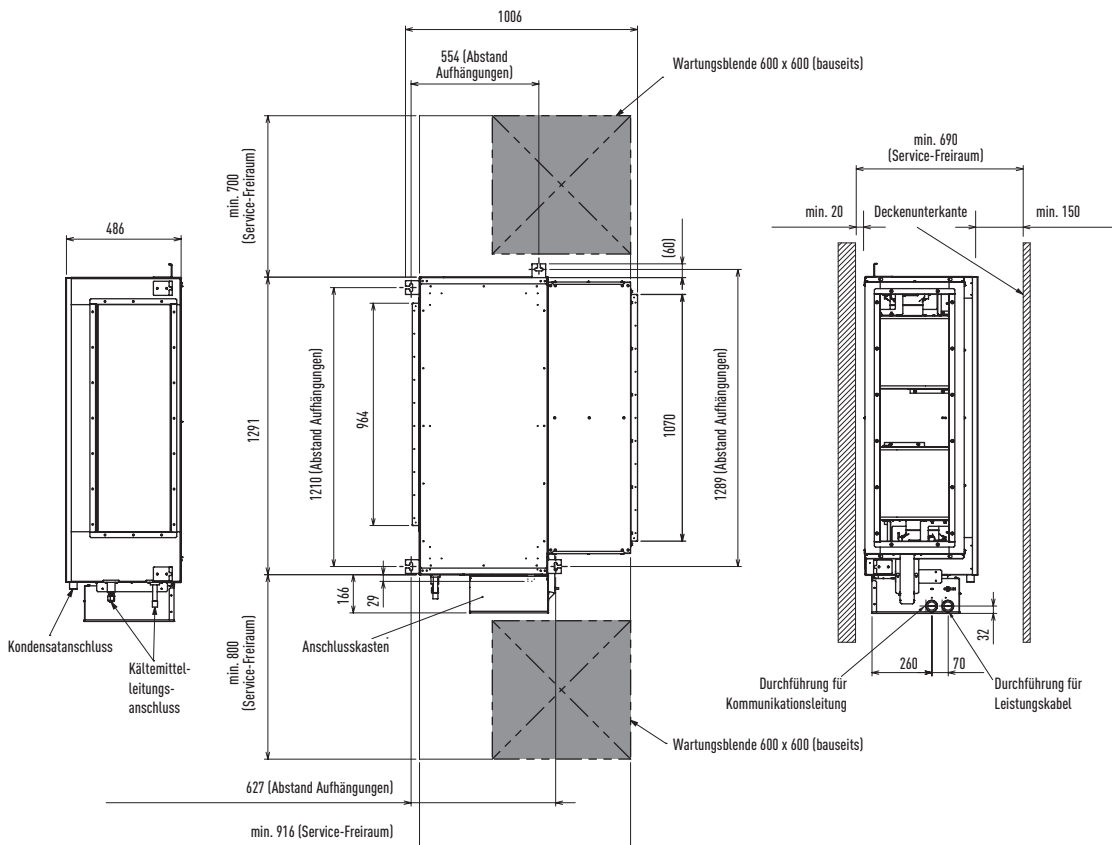 1006
554 (Abstand
Aufhängungen)
Wartungsblende 600 x 600 (bauseits)
min. 700
(Service-Freiraum)
min. 690
(Service-Freiraum)
min. 20
Deckenunterkante
min. 150
486
(60)
1291
1210 (Abstand Aufhängungen)
964
1070
1289 (Abstand Aufhängungen)
166
29
Kondensatanschluss
Kältemittel-
leitungs-
anschluss
Anschlusskasten
min. 800
(Service-Freiraum)
32
260
70
Durchführung für
Kommunikationsleitung
Durchführung für
Leistungskabel
Wartungsblende 600 x 600 (bauseits)
627 (Abstand Aufhängungen)
min. 916 (Service-Freiraum)